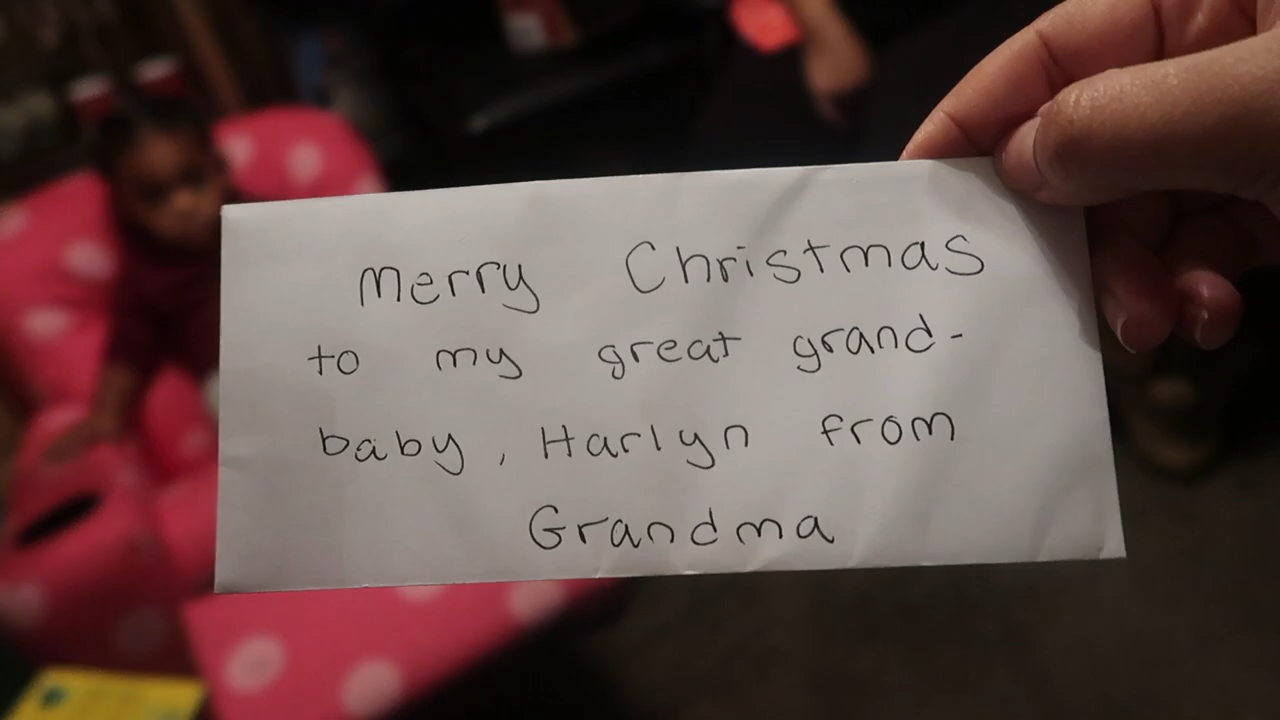 Merry Christmas
to my great grand-
baby, Harlyn from
Grandma